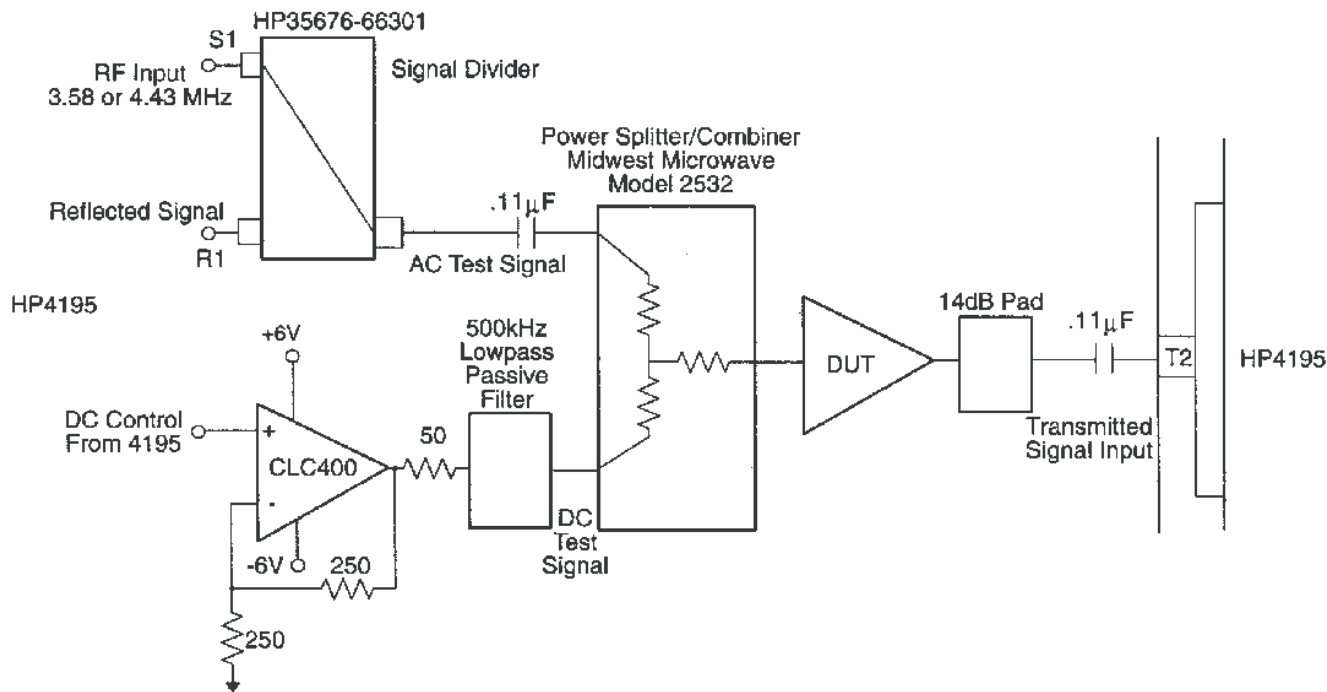 HP35676-66301
S1
RF Input
3.58 or 4.43 MHz
Signal Divider
Reflected Signal
R1
.11µF
AC Test Signal
Power Splitter/Combiner
Midwest Microwave
Model 2532
HP4195
+6V
DC Control
From 4195
+
CLC400
-
-6V
250
250
50
500kHz
Lowpass
Passive
Filter
DC
Test
Signal
DUT
14dB Pad
.11µF
Transmitted
Signal Input
T2
HP4195